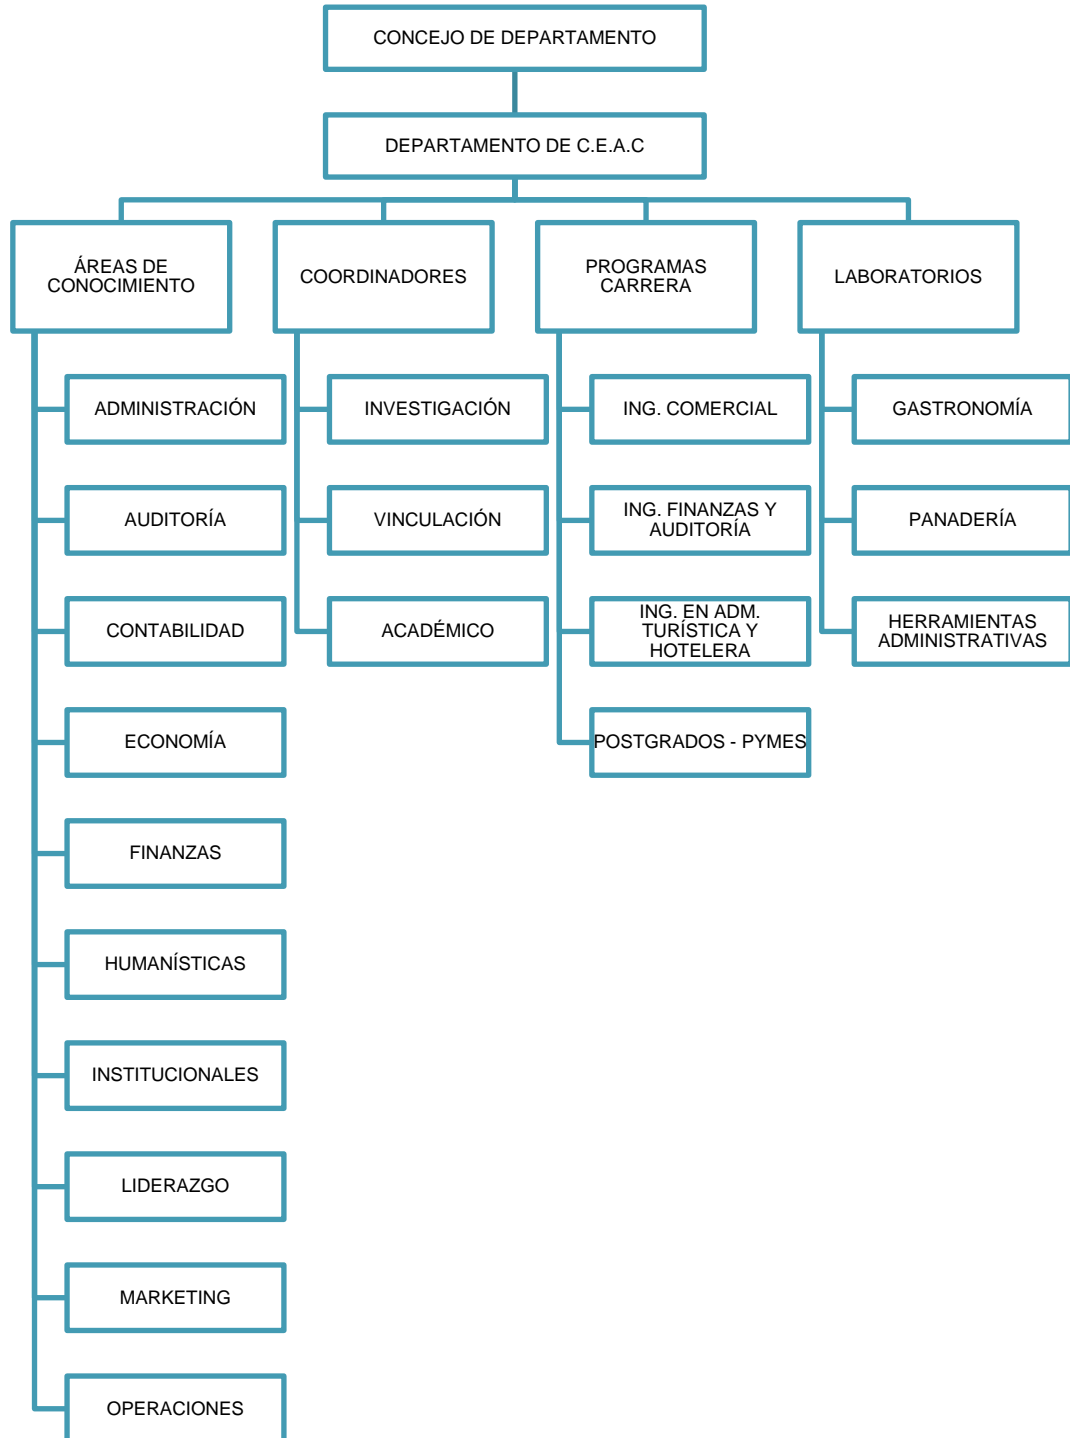 CONCEJO DE DEPARTAMENTO
DEPARTAMENTO DE C.E.A.C
ÁREAS DE
CONOCIMIENTO
ADMINISTRACIÓN
AUDITORÍA
CONTABILIDAD
ECONOMÍA
FINANZAS
HUMANÍSTICAS
INSTITUCIONALES
LIDERAZGO
MARKETING
OPERACIONES
COORDINADORES
INVESTIGACIÓN
VINCULACIÓN
ACADÉMICO
PROGRAMAS
CARRERA
ING. COMERCIAL
ING. FINANZAS Y
AUDITORÍA
ING. EN ADM.
TURÍSTICA Y
HOTELERA
POSTGRADOS - PYMES
LABORATORIOS
GASTRONOMÍA
PANADERÍA
HERRAMIENTAS
ADMINISTRATIVAS